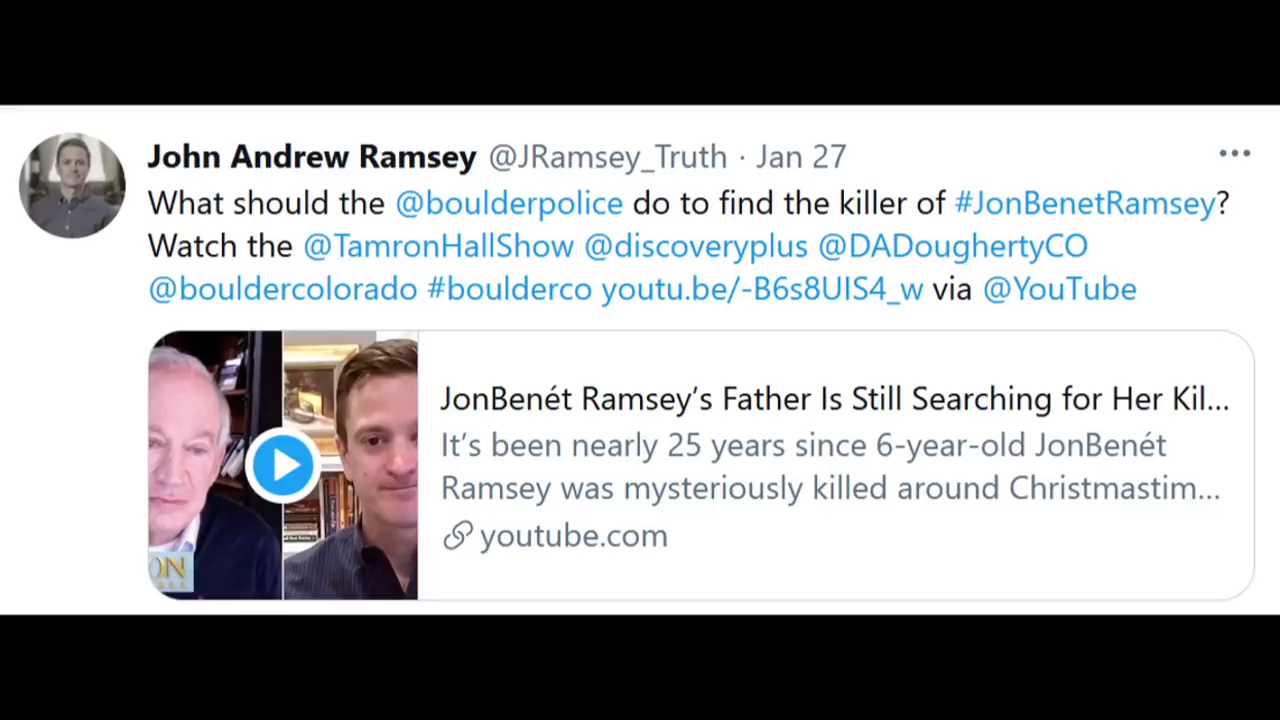 John Andrew Ramsey @JRamsey_Truth · Jan 27
What should the @boulderpolice do to find the killer of #JonBenetRamsey?
Watch the @TamronHallShow @discoveryplus @DADoughertyCO
@bouldercolorado #boulderco youtu.be/-B6s8UIS4_w via @YouTube
JonBenét Ramsey’s Father Is Still Searching for Her Kil...
It’s been nearly 25 years since 6-year-old JonBenét
Ramsey was mysteriously killed around Christmastim...
youtube.com
ON